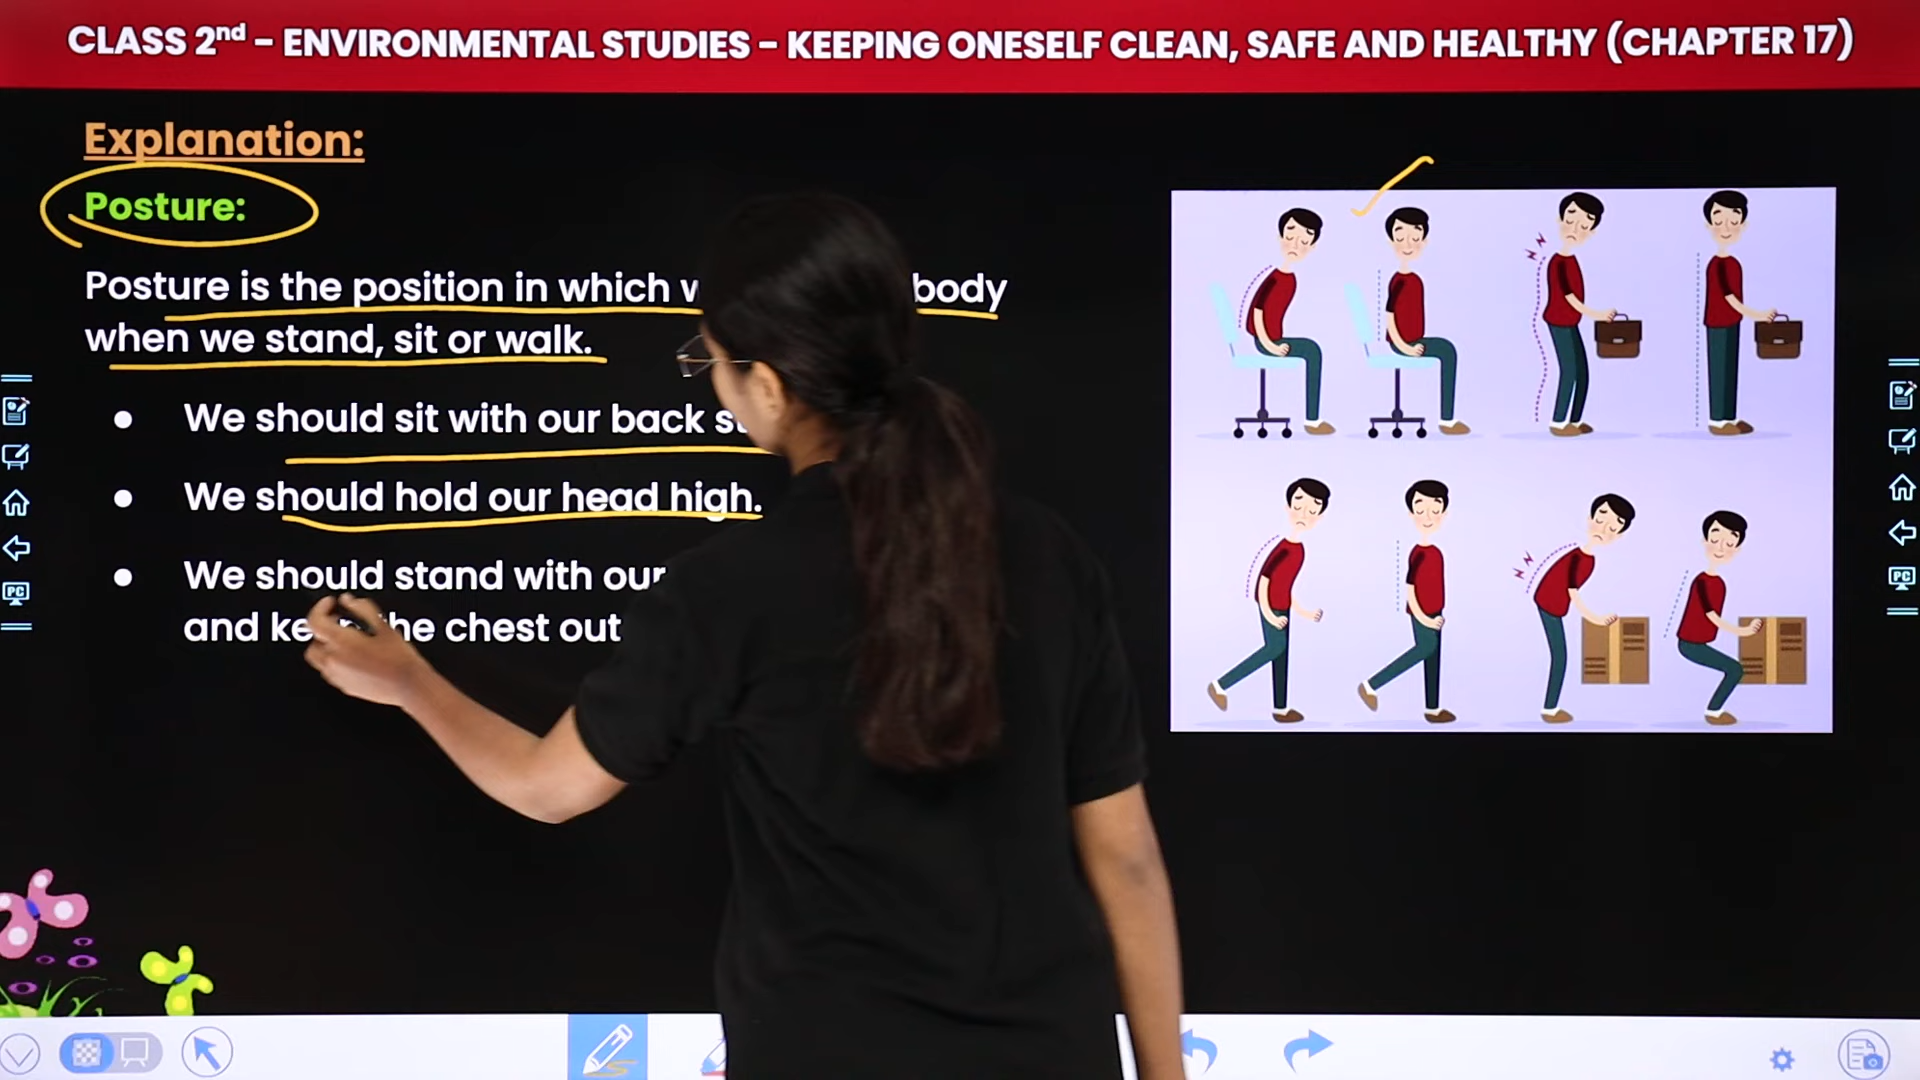 CLASS 2nd - ENVIRONMENTAL STUDIES - KEEPING ONESELF CLEAN, SAFE AND HEALTHY (CHAPTER 17)
Explanation:
Posture:
Posture is the position in which body
when we stand, sit or walk.
• We should sit with our back
• We should hold our head high.
• We should stand with our
and the chest out
PC
PC